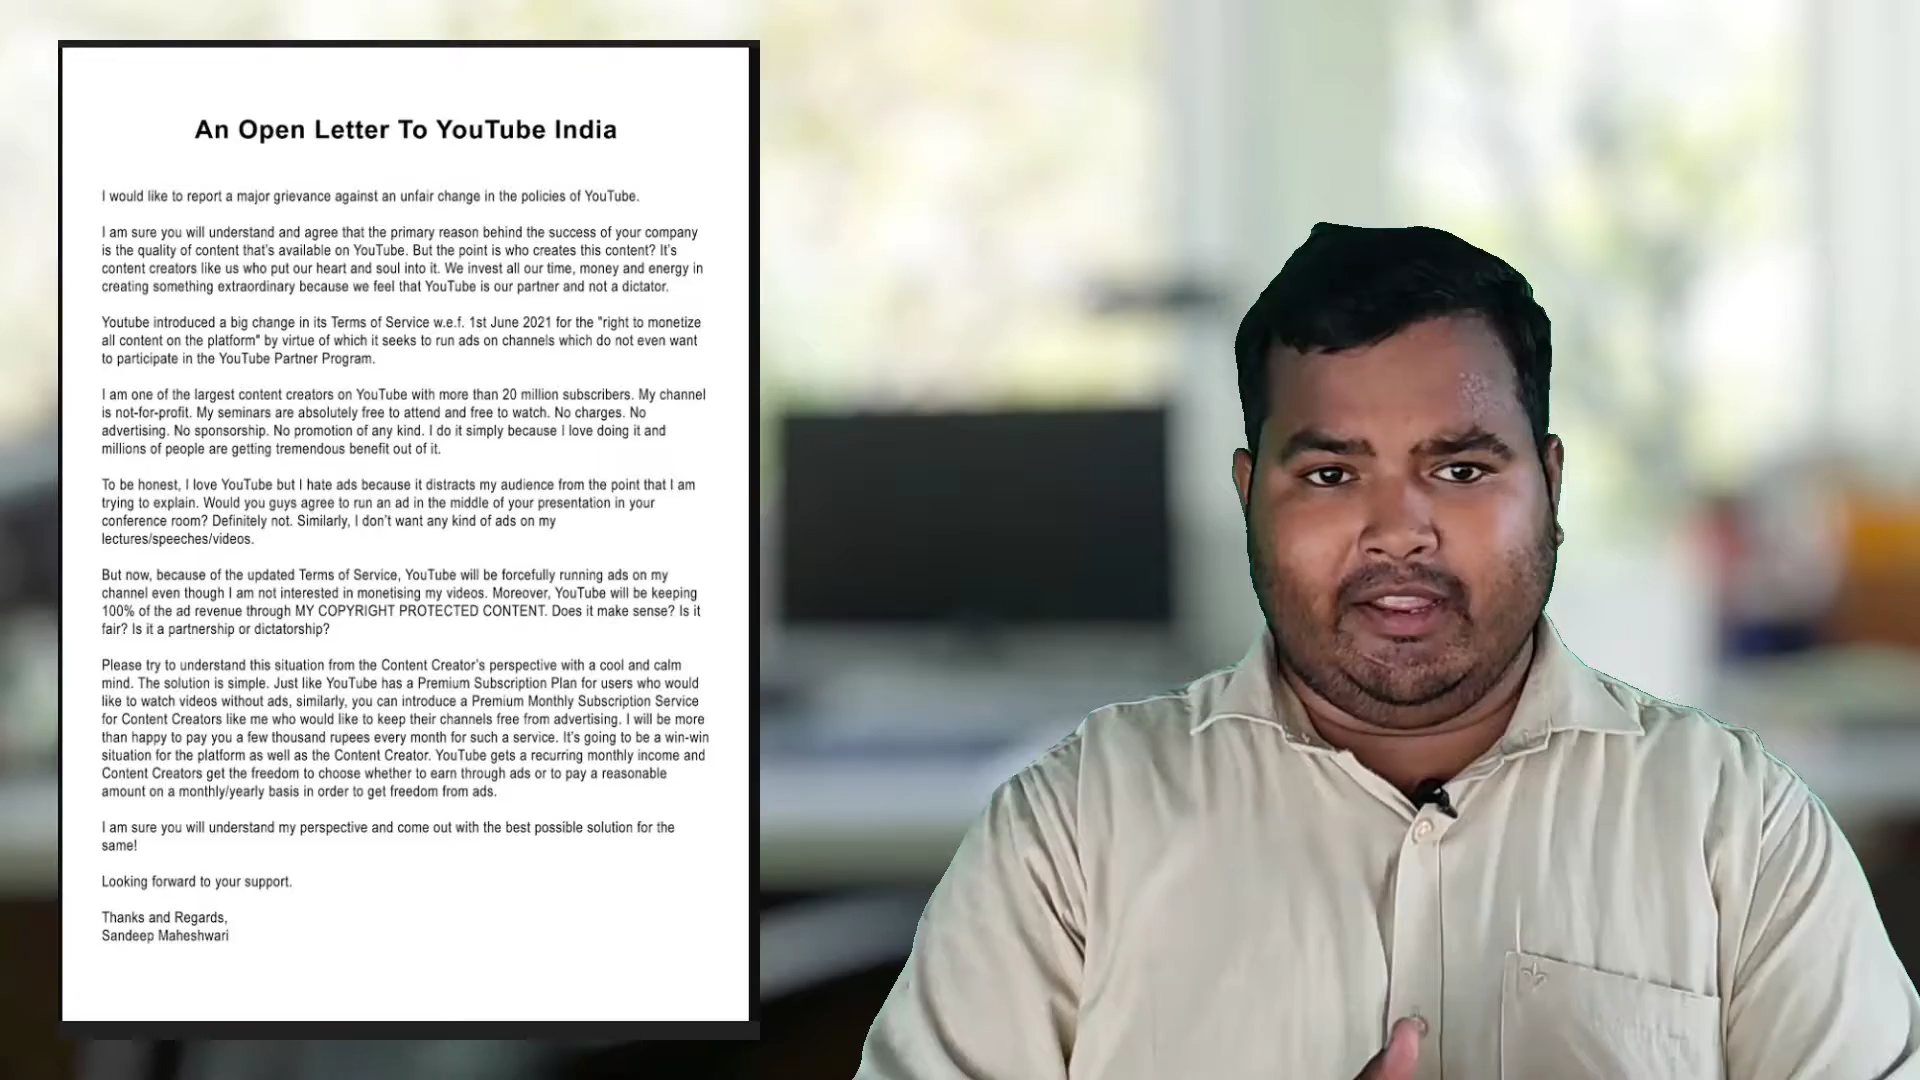 An Open Letter To YouTube India
I would like to report a major grievance against an unfair change in the policies of YouTube.
I am sure you will understand and agree that the primary reason behind the success of your company
is the quality of content that's available on YouTube. But the point is who creates this content? It's
content creators like us who put our heart and soul into it. We invest all our time, money and energy in
creating something extraordinary because we feel that YouTube is our partner and not a dictator.
Youtube introduced a big change in its Terms of Service w.e.f. 1st June 2021 for the "right to monetize
all content on the platform" by virtue of which it seeks to run ads on channels which do not even want
to participate in the YouTube Partner Program.
I am one of the largest content creators on YouTube with more than 20 million subscribers. My channel
is not-for-profit. My seminars are absolutely free to attend and free to watch. No charges. No
advertising. No sponsorship. No promotion of any kind. I do it simply because I love doing it and
millions of people are getting tremendous benefit out of it.
To be honest, I love YouTube but I hate ads because it distracts my audience from the point that I am
trying to explain. Would you guys agree to run an ad in the middle of your presentation in your
conference room? Definitely not. Similarly, I don't want any kind of ads on my
lectures/speeches/videos.
But now, because of the updated Terms of Service, YouTube will be forcefully running ads on my
channel even though I am not interested in monetising my videos. Moreover, YouTube will be keeping
100% of the ad revenue through MY COPYRIGHT PROTECTED CONTENT. Does it make sense? Is it
fair? Is it a partnership or dictatorship?
Please try to understand this situation from the Content Creator's perspective with a cool and calm
mind. The solution is simple. Just like YouTube has a Premium Subscription Plan for users who would
like to watch videos without ads, similarly, you can introduce a Premium Monthly Subscription Service
for Content Creators like me who would like to keep their channels free from advertising. I will be more
than happy to pay you a few thousand rupees every month for such a service. It's going to be a win-win
situation for the platform as well as the Content Creator. YouTube gets a recurring monthly income and
Content Creators get the freedom to choose whether to earn through ads or to pay a reasonable
amount on a monthly/yearly basis in order to get freedom from ads.
I am sure you will understand my perspective and come out with the best possible solution for the
same!
Looking forward to your support.
Thanks and Regards,
Sandeep Maheshwari